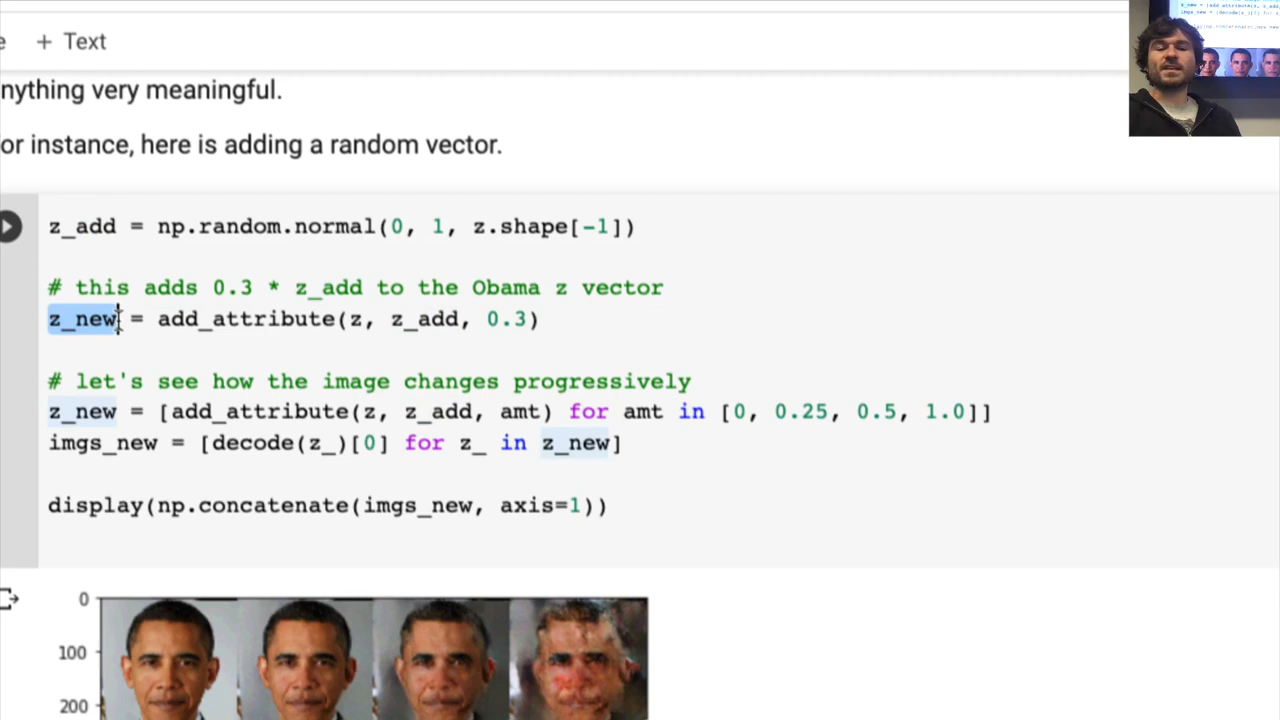 e + Text
nything very meaningful.
or instance, here is adding a random vector.
z_add = np.random.normal(0, 1, z.shape[-1])
# this adds 0.3 * z_add to the Obama z vector
z_new = add_attribute(z, z_add, 0.3)
# let's see how the image changes progressively
z_new = [add_attribute(z, z_add, amt) for amt in [0, 0.25, 0.5, 1.0]]
imgs_new = [decode(z_)[0] for z_ in z_new]
display(np.concatenate(imgs_new, axis=1))
0
100
200